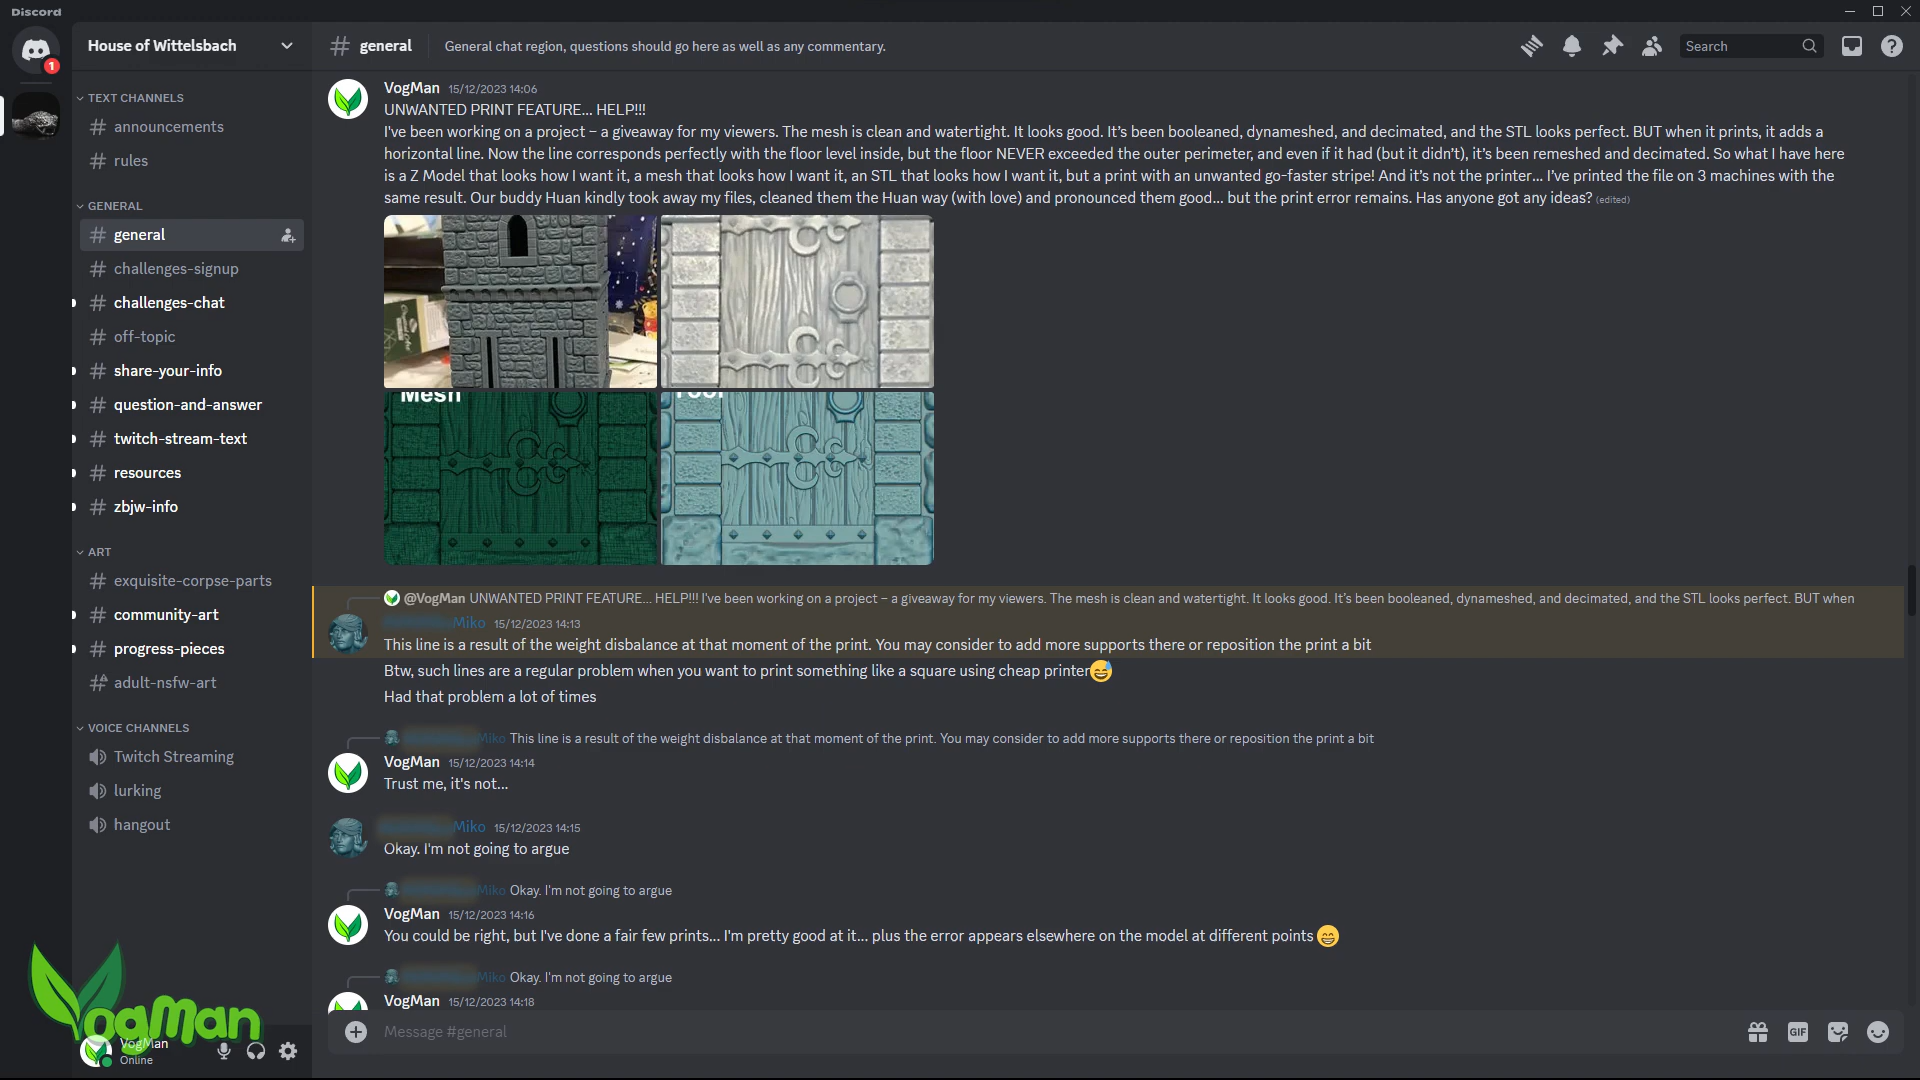 Discord
House of Wittelsbach
general
General chat region, questions should go here as well as any commentary.
Search
1
TEXT CHANNELS
announcements
rules
GENERAL
general
challenges-signup
challenges-chat
off-topic
share-your-info
question-and-answer
twitch-stream-text
resources
zbjw-info
ART
exquisite-corpse-parts
community-art
progress-pieces
adult-nsfw-art
VOICE CHANNELS
Twitch Streaming
lurking
hangout
VogMan
VogMan
Online
VogMan 15/12/2023 14:06
UNWANTED PRINT FEATURE... HELP!!!
I've been working on a project – a giveaway for my viewers. The mesh is clean and watertight. It looks good. It's been booleaned, dynameshed, and decimated, and the STL looks perfect. BUT when it prints, it adds a
horizontal line. Now the line corresponds perfectly with the floor level inside, but the floor NEVER exceeded the outer perimeter, and even if it had (but it didn't), it's been remeshed and decimated. So what I have here
is a Z Model that looks how I want it, a mesh that looks how I want it, an STL that looks how I want it, but a print with an unwanted go-faster stripe! And it's not the printer... I've printed the file on 3 machines with the
same result. Our buddy Huan kindly took away my files, cleaned them the Huan way (with love) and pronounced them good... but the print error remains. Has anyone got any ideas? (edited)
Mesh
@VogMan UNWANTED PRINT FEATURE... HELP!!! I've been working on a project – a giveaway for my viewers. The mesh is clean and watertight. It looks good. It's been booleaned, dynameshed, and decimated, and the STL looks perfect. BUT when
Miko 15/12/2023 14:13
This line is a result of the weight disbalance at that moment of the print. You may consider to add more supports there or reposition the print a bit
Btw, such lines are a regular problem when you want to print something like a square using cheap printer😅
Had that problem a lot of times
Miko This line is a result of the weight disbalance at that moment of the print. You may consider to add more supports there or reposition the print a bit
VogMan 15/12/2023 14:14
Trust me, it's not...
Miko 15/12/2023 14:15
Okay. I'm not going to argue
Miko Okay. I'm not going to argue
VogMan 15/12/2023 14:16
You could be right, but I've done a fair few prints... I'm pretty good at it... plus the error appears elsewhere on the model at different points 😄
Miko Okay. I'm not going to argue
VogMan 15/12/2023 14:18
Message #general
GIF